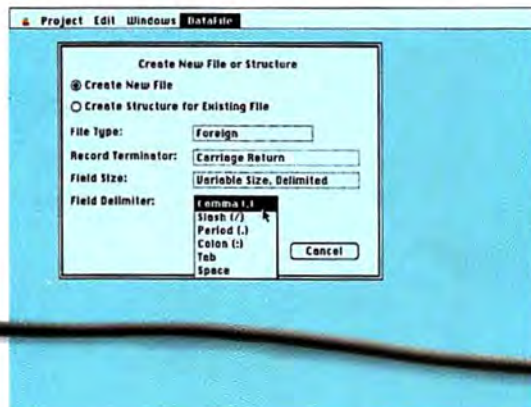 Project Edit Windows DataFile
Create New File or Structure
Create New File
Create Structure for Existing File
File Type: Foreign
Record Terminator: Carriage Return
Field Size: Variable Size, Delimited
Field Delimiter: Comma (,)
Slash (/)
Period (.)
Colon (:)
Tab
Space
Cancel